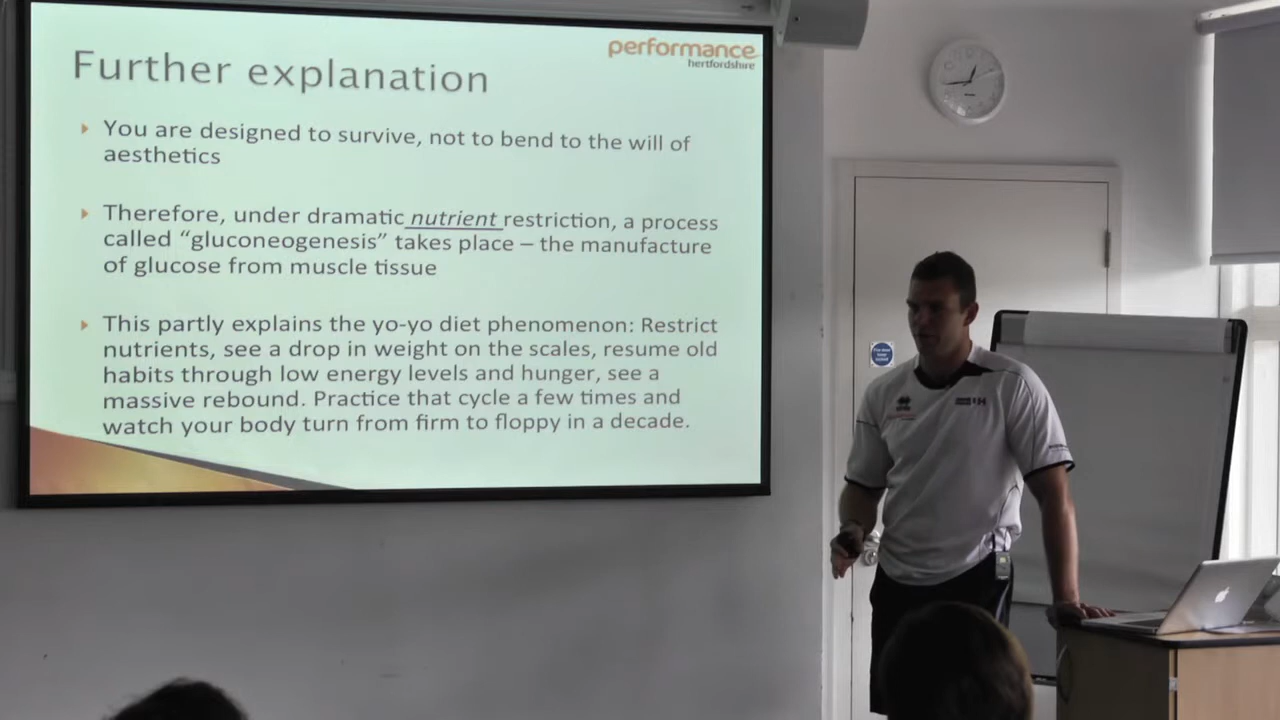 performance
hertfordshire
Further explanation
You are designed to survive, not to bend to the will of
aesthetics
Therefore, under dramatic nutrient restriction, a process
called “gluconeogenesis” takes place – the manufacture
of glucose from muscle tissue
This partly explains the yo-yo diet phenomenon: Restrict
nutrients, see a drop in weight on the scales, resume old
habits through low energy levels and hunger, see a
massive rebound. Practice that cycle a few times and
watch your body turn from firm to floppy in a decade.